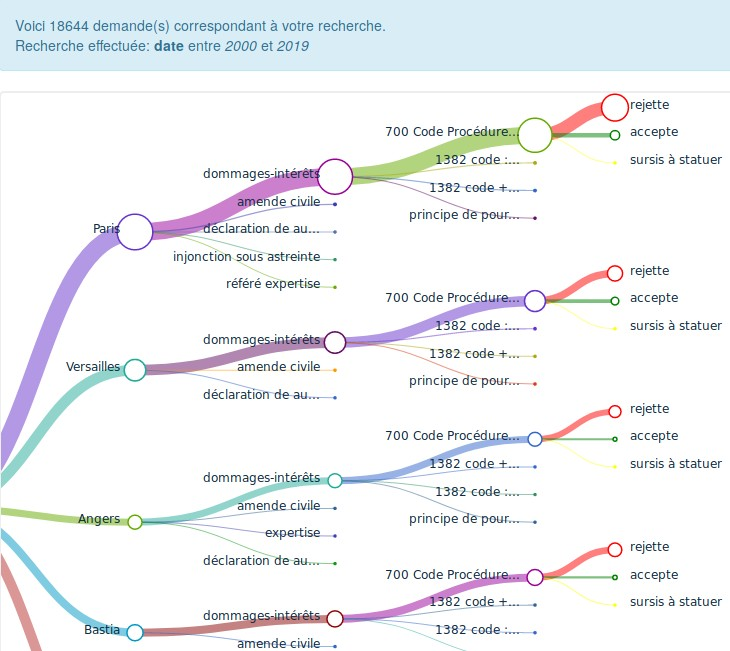 Voici 18644 demande(s) correspondant à votre recherche.
Recherche effectuée: date entre 2000 et 2019
Paris
dommages-intérêts
amende civile
déclaration de au...
injonction sous astreinte
référé expertise
700 Code Procédure...
1382 code :...
1382 code +...
principe de pour...
rejette
accepte
sursis à statuer
Versailles
dommages-intérêts
amende civile
déclaration de au...
700 Code Procédure...
1382 code :...
1382 code +...
principe de pour...
rejette
accepte
sursis à statuer
Angers
dommages-intérêts
amende civile
expertise
déclaration de au...
700 Code Procédure...
1382 code +...
1382 code :...
principe de pour...
rejette
accepte
sursis à statuer
Bastia
dommages-intérêts
amende civile
700 Code Procédure...
1382 code +...
1382 code :...
rejette
accepte
sursis à statuer